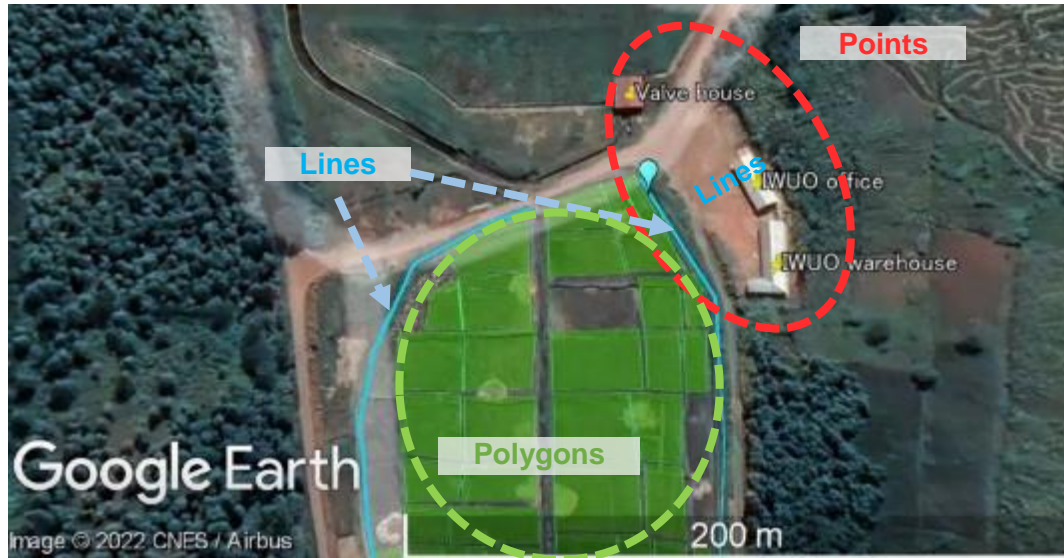 Points
Valve house
Lines
Lines
IWUO office
IWUO warehouse
Polygons
Google Earth
200 m
Image © 2022 CNES / Airbus